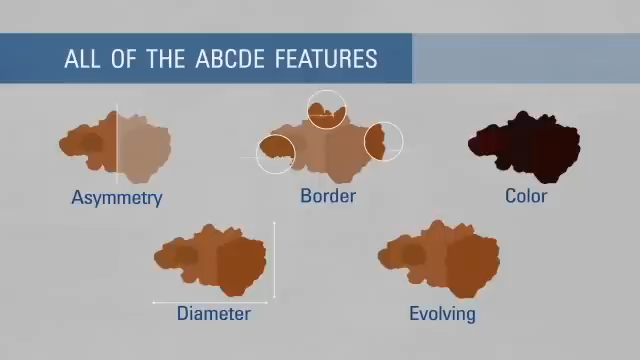 ALL OF THE ABCDE FEATURES
Asymmetry
Border
Color
Diameter
Evolving